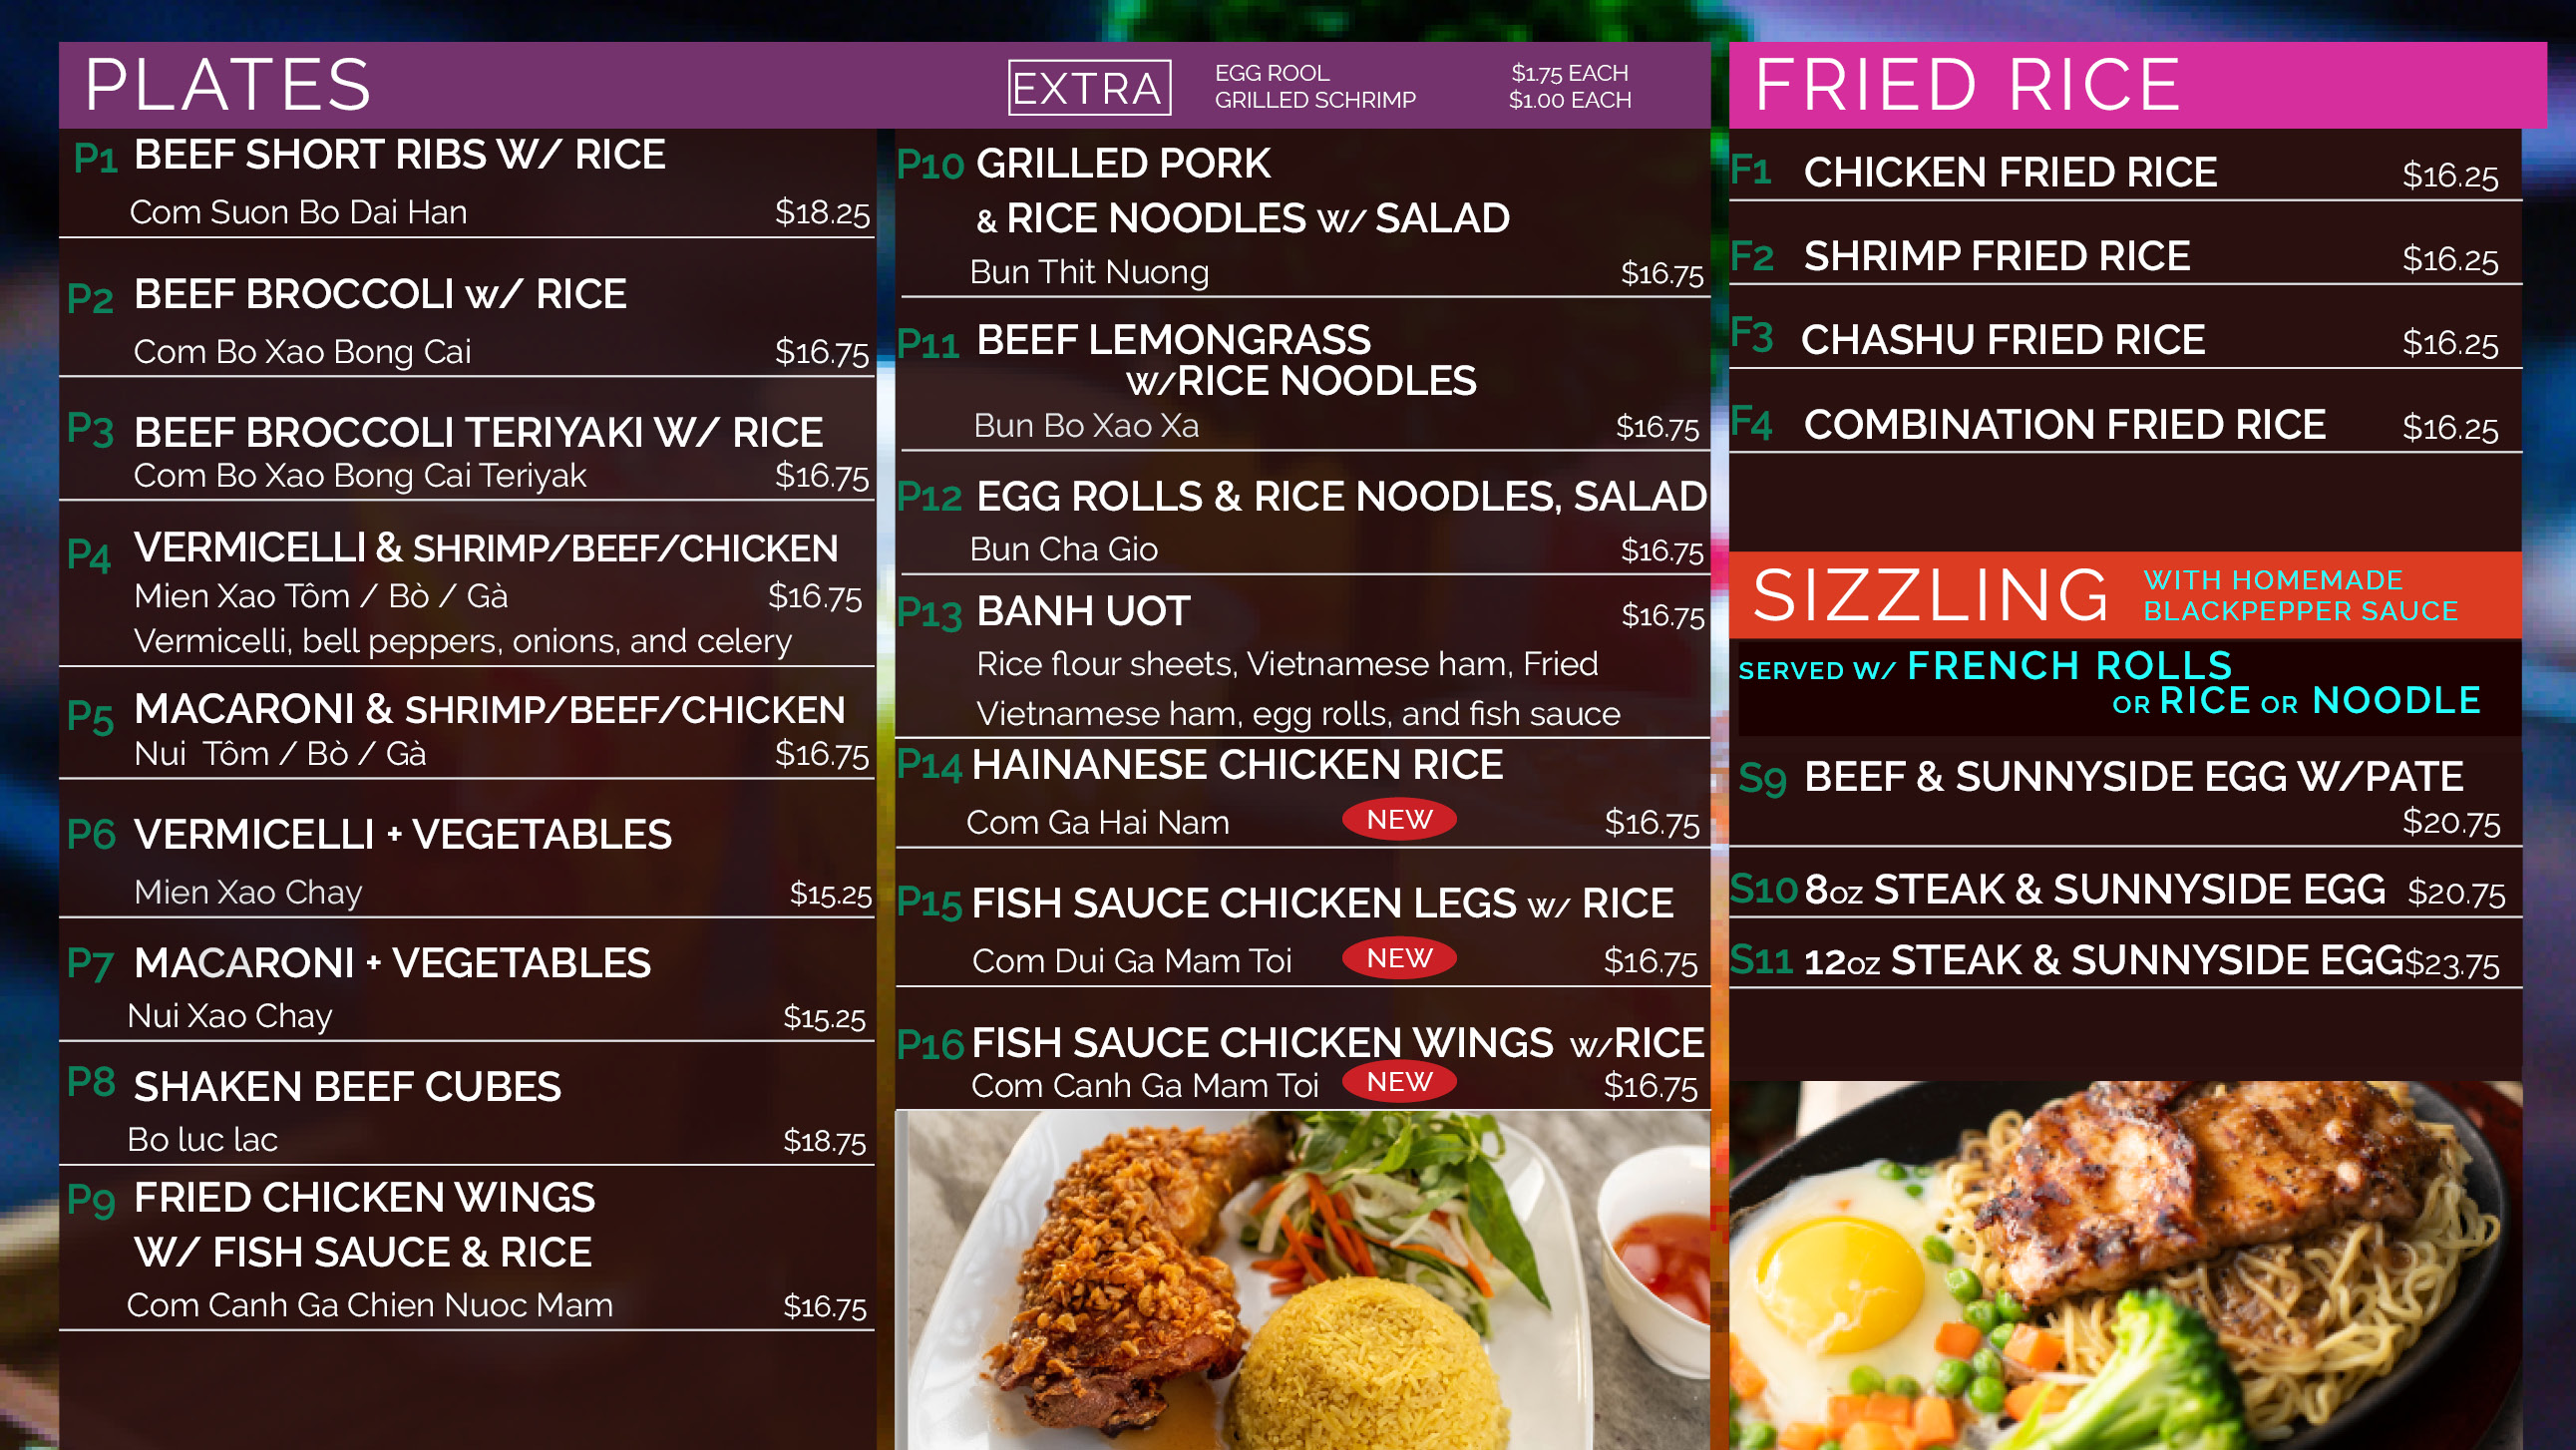 PLATES
EXTRA
EGG ROOL $1.75 EACH
GRILLED SCHRIMP $1.00 EACH
P1 BEEF SHORT RIBS W/ RICE
Com Suon Bo Dai Han $18.25
P2 BEEF BROCCOLI w/ RICE
Com Bo Xao Bong Cai $16.75
P3 BEEF BROCCOLI TERIYAKI W/ RICE
Com Bo Xao Bong Cai Teriyak $16.75
P4 VERMICELLI & SHRIMP/BEEF/CHICKEN
Mien Xao Tôm / Bò / Gà $16.75
Vermicelli, bell peppers, onions, and celery
P5 MACARONI & SHRIMP/BEEF/CHICKEN
Nui Tôm / Bò / Gà $16.75
P6 VERMICELLI + VEGETABLES
Mien Xao Chay $15.25
P7 MACARONI + VEGETABLES
Nui Xao Chay $15.25
P8 SHAKEN BEEF CUBES
Bo luc lac $18.75
P9 FRIED CHICKEN WINGS
W/ FISH SAUCE & RICE
Com Canh Ga Chien Nuoc Mam $16.75
P10 GRILLED PORK
& RICE NOODLES W/ SALAD
Bun Thit Nuong $16.75
P11 BEEF LEMONGRASS
W/RICE NOODLES
Bun Bo Xao Xa $16.75
P12 EGG ROLLS & RICE NOODLES, SALAD
Bun Cha Gio $16.75
P13 BANH UOT $16.75
Rice flour sheets, Vietnamese ham, Fried
Vietnamese ham, egg rolls, and fish sauce
P14 HAINANESE CHICKEN RICE
Com Ga Hai Nam NEW $16.75
P15 FISH SAUCE CHICKEN LEGS W/ RICE
Com Dui Ga Mam Toi NEW $16.75
P16 FISH SAUCE CHICKEN WINGS W/RICE
Com Canh Ga Mam Toi NEW $16.75
FRIED RICE
F1 CHICKEN FRIED RICE $16.25
F2 SHRIMP FRIED RICE $16.25
F3 CHASHU FRIED RICE $16.25
F4 COMBINATION FRIED RICE $16.25
SIZZLING
WITH HOMEMADE
BLACKPEPPER SAUCE
SERVED W/ FRENCH ROLLS
OR RICE OR NOODLE
S9 BEEF & SUNNYSIDE EGG W/PATE
$20.75
S10 8oz STEAK & SUNNYSIDE EGG $20.75
S11 12oz STEAK & SUNNYSIDE EGG $23.75